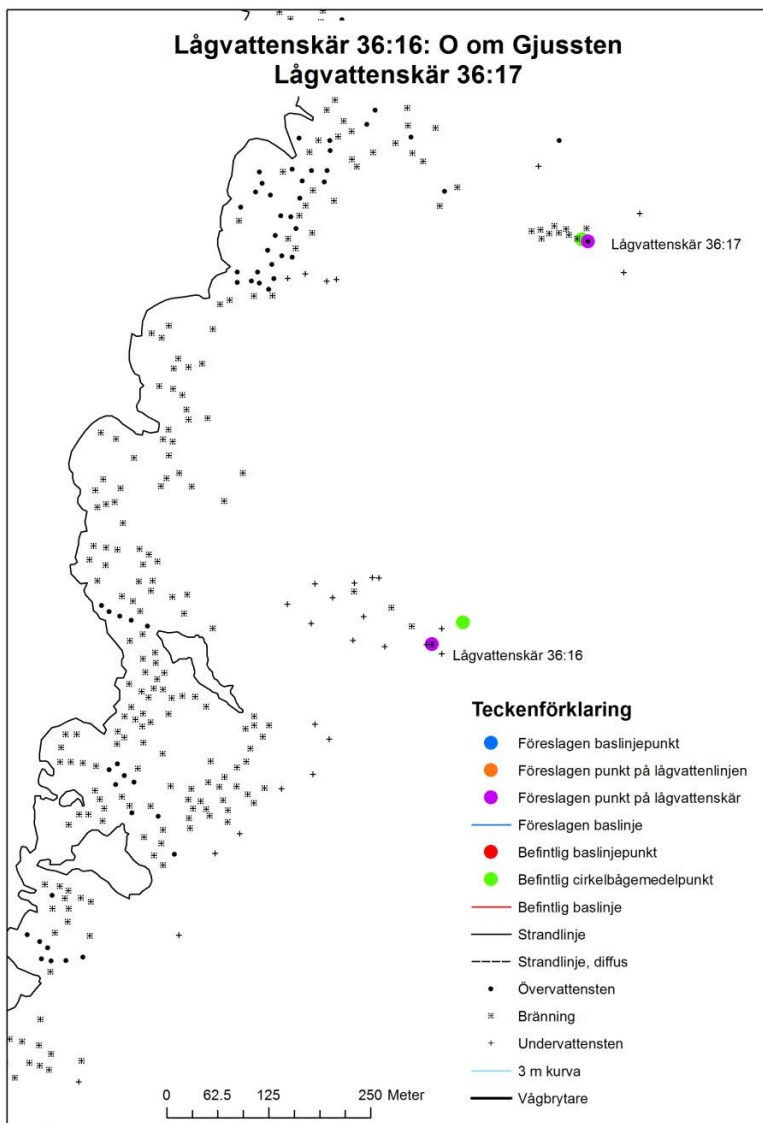 Lågvattenskär 36:16: O om Gjussten
Lågvattenskär 36:17
Lågvattenskär 36:17
Lågvattenskär 36:16
Teckenförklaring
Föreslagen baslinjepunkt
Föreslagen punkt på lågvattenlinjen
Föreslagen punkt på lågvattenskär
Föreslagen baslinje
Befintlig baslinjepunkt
Befintlig cirkelbågemedelpunkt
Befintlig baslinje
Strandlinje
Strandlinje, diffus
Övervattensten
Bränning
Undervattensten
3 m kurva
Vågbrytare
0 62.5 125 250 Meter